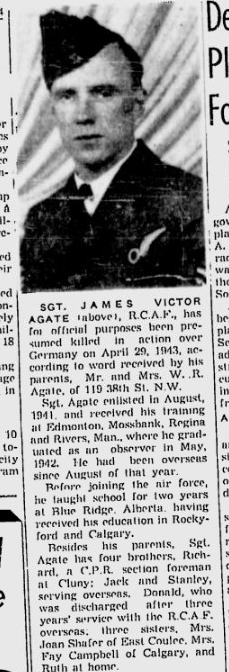 De
Pl
Fo
SGT. JAMES VICTOR
AGATE (above), R.C.A.F., has
for official purposes been pre-
sumed killed in action over
Germany on April 29, 1943, ac-
cording to word received by his
parents, Mr. and Mrs. W. R.
Agate, of 119 38th St. N.W.
Sgt. Agate enlisted in August,
1941, and received his training
at Edmonton, Mossbank, Regina
and Rivers, Man., where he grad-
uated as an observer in May,
1942. He had been overseas
since August of that year.
Before joining the air force,
he taught school for two years
at Blue Ridge, Alberta, having
received his education in Rocky-
ford and Calgary.
Besides his parents, Sgt.
Agate has four brothers, Rich-
ard, a C.P.R. section foreman
at Cluny; Jack and Stanley,
serving overseas. Donald, who
was discharged after three
years' service with the R.C.A.F.
overseas, three sisters, Mrs.
Joan Shafer of East Coulee, Mrs.
Fay Campbell of Calgary, and
Ruth at home.